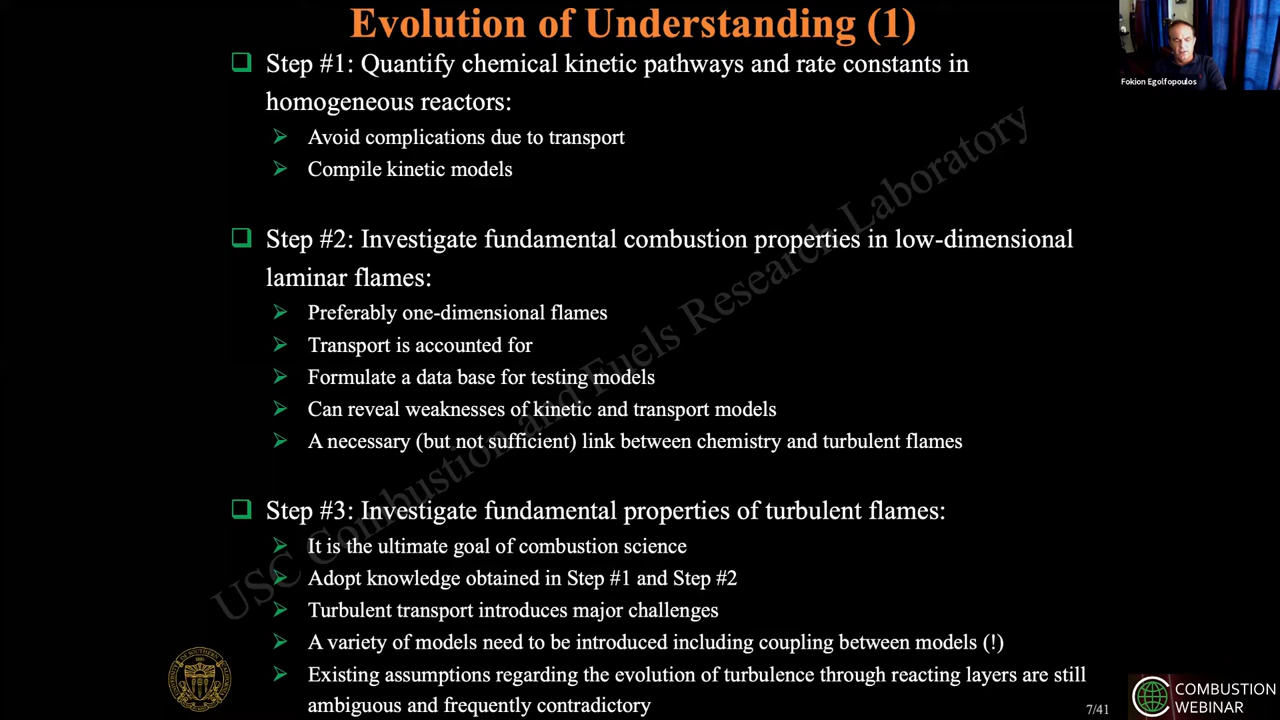 Evolution of Understanding (1)
Fokion Egolfopoulos
Step #1: Quantify chemical kinetic pathways and rate constants in
homogeneous reactors:
Avoid complications due to transport
Compile kinetic models
Step #2: Investigate fundamental combustion properties in low-dimensional
laminar flames:
Preferably one-dimensional flames
Transport is accounted for
Formulate a data base for testing models
Can reveal weaknesses of kinetic and transport models
A necessary (but not sufficient) link between chemistry and turbulent flames
Step #3: Investigate fundamental properties of turbulent flames:
It is the ultimate goal of combustion science
Adopt knowledge obtained in Step #1 and Step #2
Turbulent transport introduces major challenges
A variety of models need to be introduced including coupling between models (!)
Existing assumptions regarding the evolution of turbulence through reacting layers are still
ambiguous and frequently contradictory
USC Combustion and Fuels Research Laboratory
7/41
COMBUSTION
WEBINAR